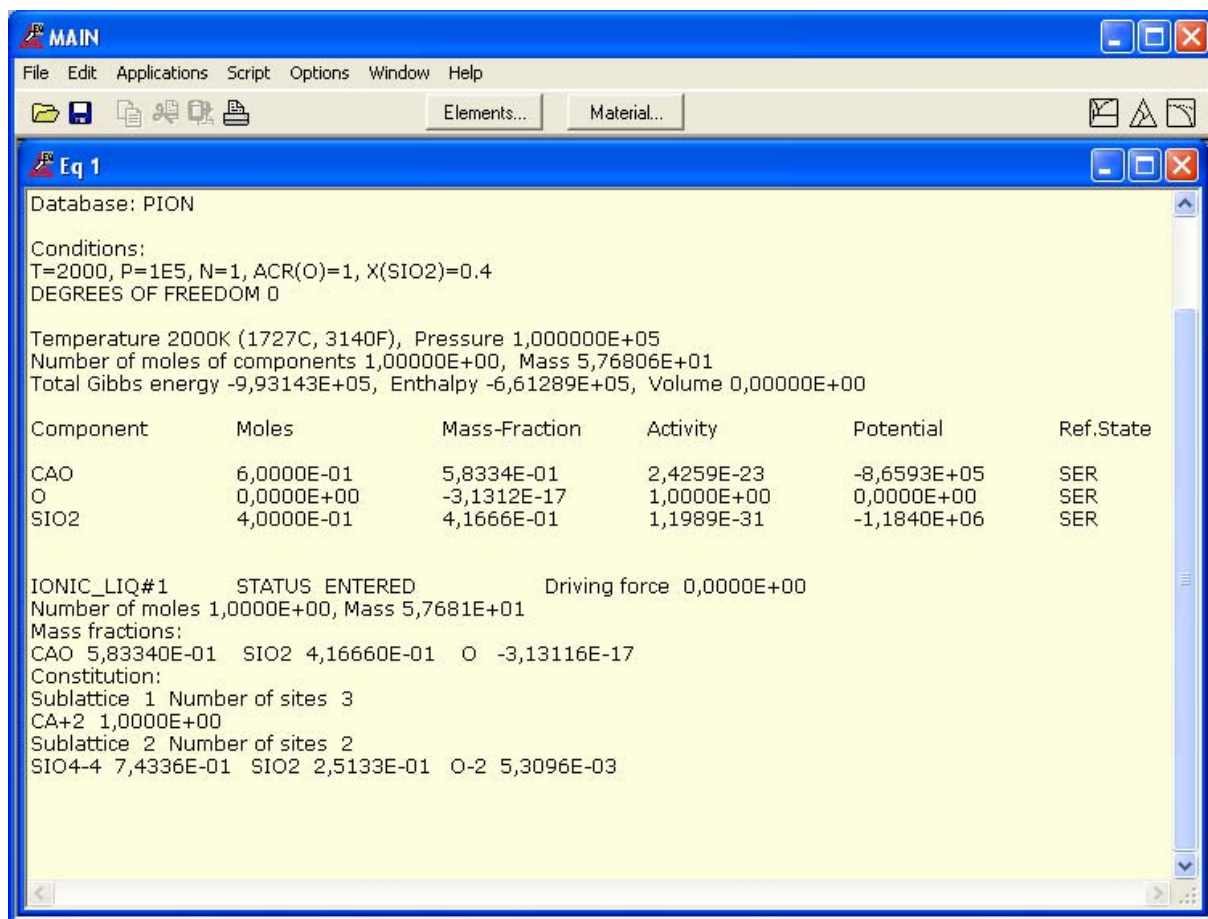 MAIN
File Edit Applications Script Options Window Help
Elements... Material...
Eq 1
Database: PION
Conditions:
T=2000, P=1E5, N=1, ACR(O)=1, X(SIO2)=0.4
DEGREES OF FREEDOM 0
Temperature 2000K (1727C, 3140F), Pressure 1,000000E+05
Number of moles of components 1,00000E+00, Mass 5,76806E+01
Total Gibbs energy -9,93143E+05, Enthalpy -6,61289E+05, Volume 0,00000E+00
Component Moles Mass-Fraction Activity Potential Ref.State
CAO 6,0000E-01 5,8334E-01 2,4259E-23 -8,6593E+05 SER
O 0,0000E+00 -3,1312E-17 1,0000E+00 0,0000E+00 SER
SIO2 4,0000E-01 4,1666E-01 1,1989E-31 -1,1840E+06 SER
IONIC_LIQ#1 STATUS ENTERED Driving force 0,0000E+00
Number of moles 1,0000E+00, Mass 5,7681E+01
Mass fractions:
CAO 5,83340E-01 SIO2 4,16660E-01 O -3,13116E-17
Constitution:
Sublattice 1 Number of sites 3
CA+2 1,0000E+00
Sublattice 2 Number of sites 2
SIO4-4 7,4336E-01 SIO2 2,5133E-01 O-2 5,3096E-03